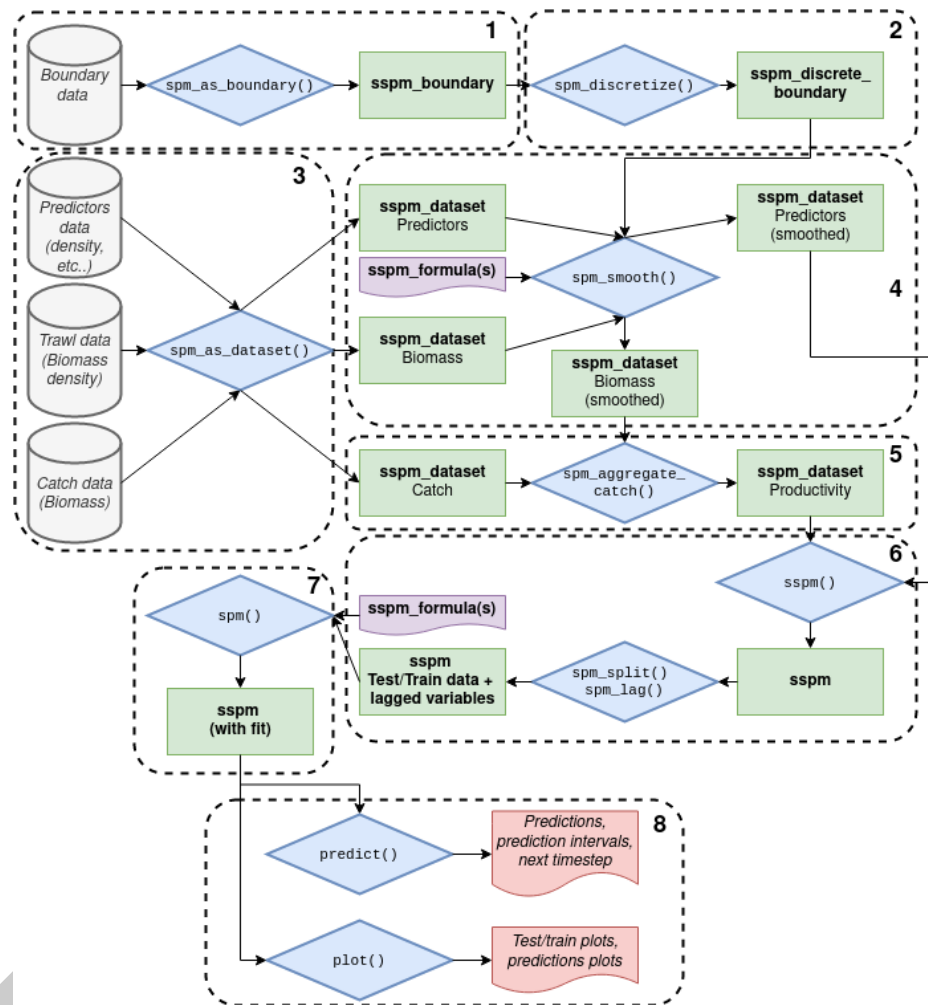 1
Boundary
data
spm_as_boundary()
sspm_boundary
2
spm_discretize()
sspm_discrete_
boundary
3
Predictors
data
(density,
etc..)
Trawl data
(Biomass
density)
Catch data
(Biomass)
spm_as_dataset()
4
sspm_dataset
Predictors
sspm_formula(s)
sspm_dataset
Biomass
spm_smooth()
sspm_dataset
Predictors
(smoothed)
sspm_dataset
Biomass
(smoothed)
5
sspm_dataset
Catch
spm_aggregate_
catch()
sspm_dataset
Productivity
6
sspm()
sspm
spm_split()
spm_lag()
sspm_formula(s)
sspm
Test/Train data +
lagged variables
7
spm()
sspm
(with fit)
8
predict()
Predictions,
prediction intervals,
next timestep
plot()
Test/train plots,
predictions plots